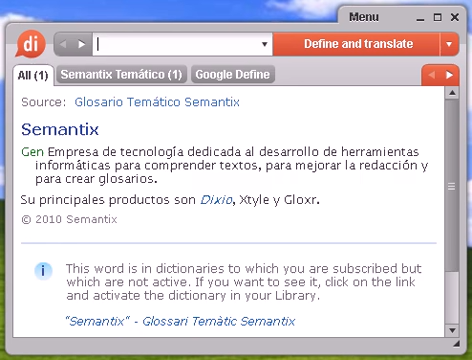 Menu
di
Define and translate
All (1) Semantix Temático (1) Google Define
Source: Glosario Temático Semantix
Semantix
Gen Empresa de tecnología dedicada al desarrollo de herramientas
informáticas para comprender textos, para mejorar la redacción y
para crear glosarios.
Su principales productos son Dixio, Xtyle y Gloxr.
© 2010 Semantix
i
This word is in dictionaries to which you are subscribed but
which are not active. If you want to see it, click on the link
and activate the dictionary in your Library.
"Semantix" - Glossari Temàtic Semantix